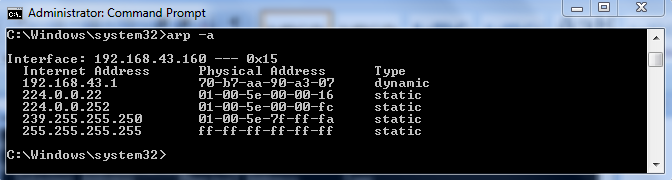 Administrator: Command Prompt
C:\Windows\system32>arp -a
Interface: 192.168.43.160 --- 0x15
Internet Address Physical Address Type
192.168.43.1 70-b7-aa-90-a3-07 dynamic
224.0.0.22 01-00-5e-00-00-16 static
224.0.0.252 01-00-5e-00-00-fc static
239.255.255.250 01-00-5e-7f-ff-fa static
255.255.255.255 ff-ff-ff-ff-ff-ff static
C:\Windows\system32>